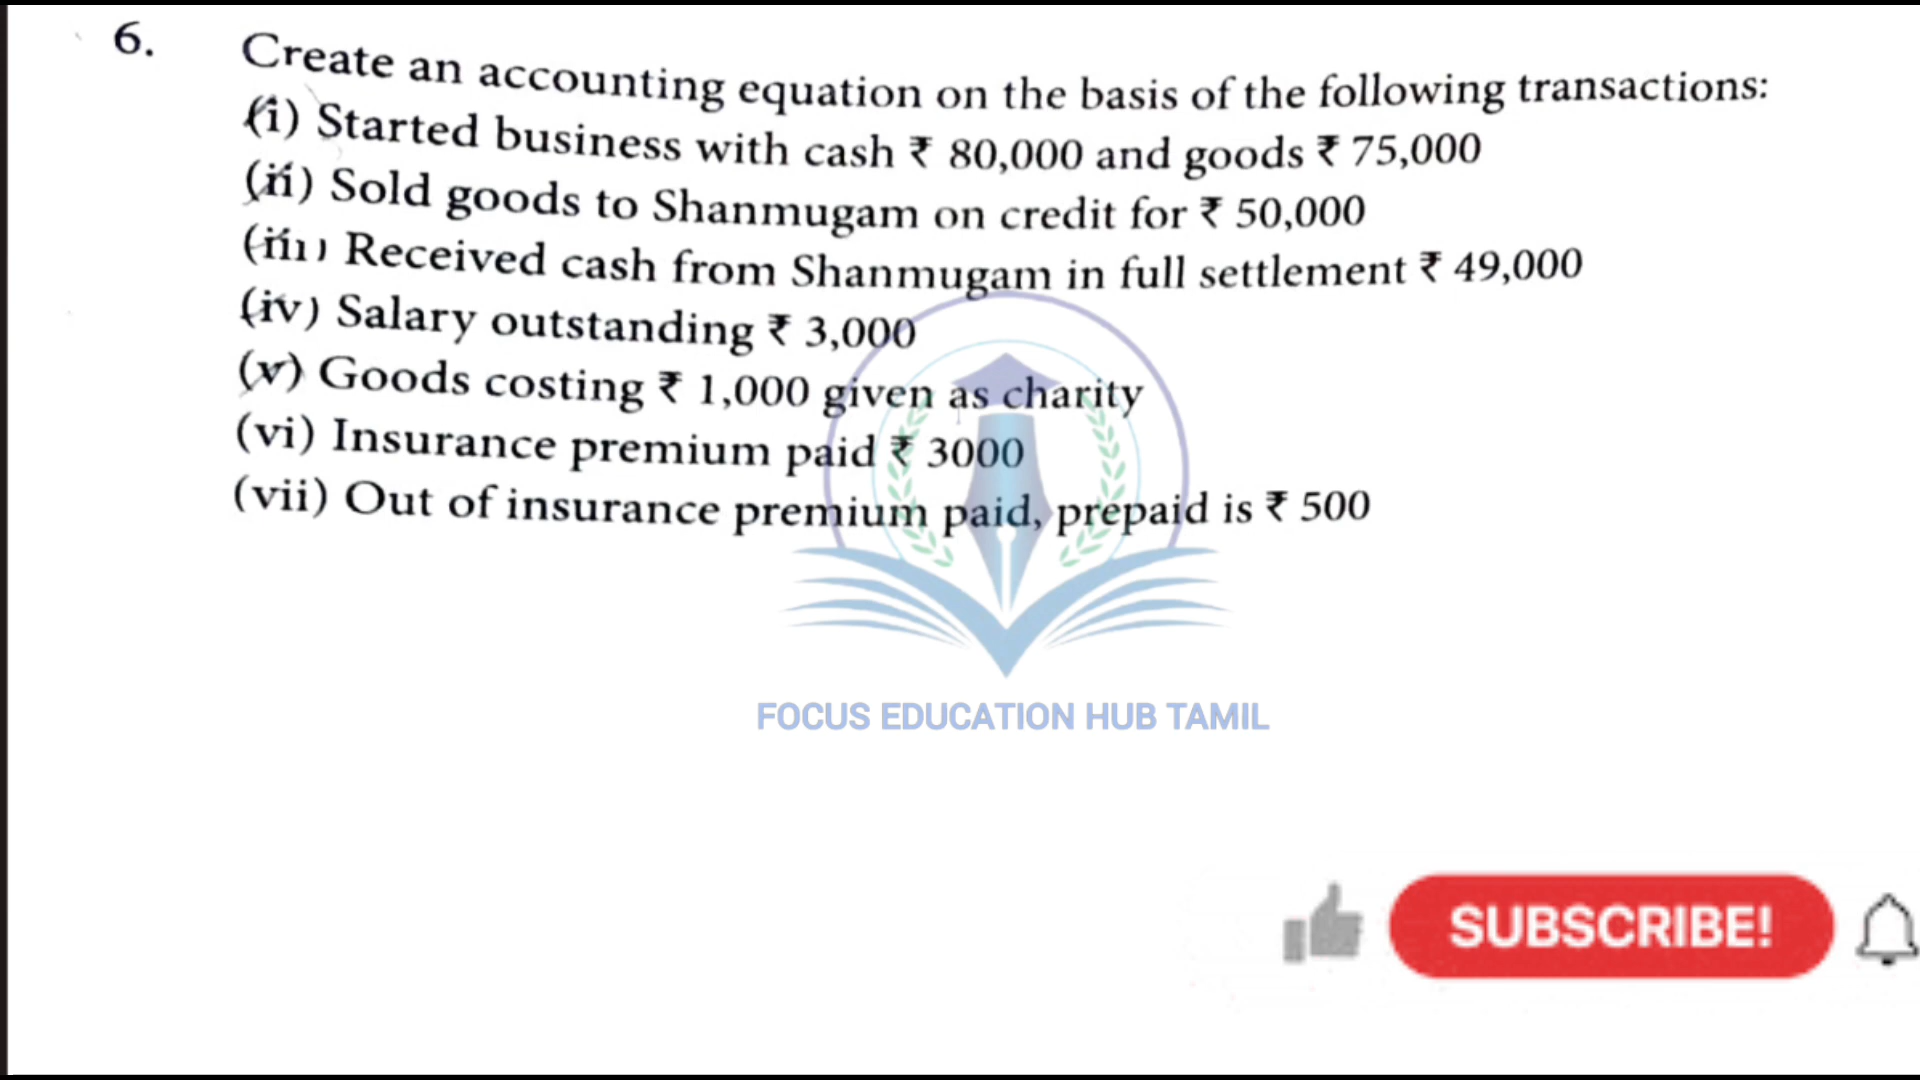 6. Create an accounting equation on the basis of the following transactions:
(i) Started business with cash ₹ 80,000 and goods ₹ 75,000
(ii) Sold goods to Shanmugam on credit for ₹ 50,000
(iii) Received cash from Shanmugam in full settlement ₹ 49,000
(iv) Salary outstanding ₹ 3,000
(v) Goods costing ₹ 1,000 given as charity
(vi) Insurance premium paid ₹ 3000
(vii) Out of insurance premium paid, prepaid is ₹ 500
FOCUS EDUCATION HUB TAMIL
SUBSCRIBE!